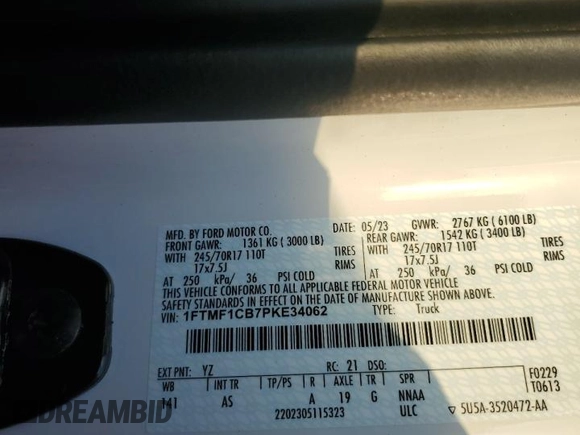 MFD. BY FORD MOTOR CO. 05/23 GVWR: 2767 KG ( 6100 LB)
FRONT GAWR: 1361 KG ( 3000 LB) REAR GAWR: 1542 KG ( 3400 LB)
WITH 245/70R17 110T TIRES WITH 245/70R17 110T TIRES
17x7.5J RIMS 17x7.5J RIMS
AT 250 kPa/ 36 PSI COLD AT 250 kPa/ 36 PSI COLD
THIS VEHICLE CONFORMS TO ALL APPLICABLE FEDERAL MOTOR VEHICLE
SAFETY STANDARDS IN EFFECT ON THE DATE OF MANUFACTURE SHOWN ABOVE.
VIN: 1FTMF1CB7PKE34062 TYPE: Truck
EXT PNT: YZ RC: 21 DSO: F0229
WB INT TR TP/PS R AXLE TR SPR T0613
141 AS A 19 G NNAA
2202305115323 ULC ▽ 5U5A-3520472-AA
DREAMBID